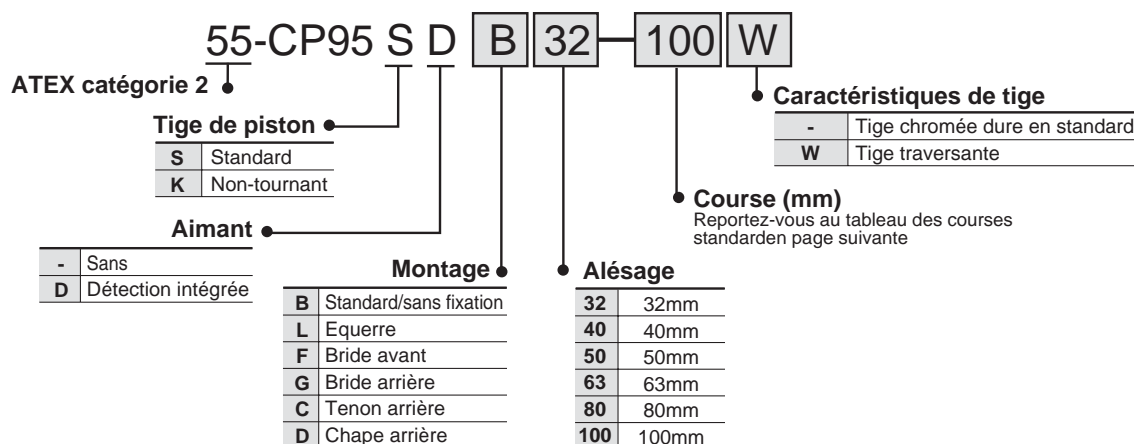 55-CP95 S D B 32 100 W
ATEX catégorie 2
Tige de piston
S Standard
K Non-tournant
Aimant
- Sans
D Détection intégrée
Montage
B Standard/sans fixation
L Equerre
F Bride avant
G Bride arrière
C Tenon arrière
D Chape arrière
Alésage
32 32mm
40 40mm
50 50mm
63 63mm
80 80mm
100 100mm
Course (mm)
Reportez-vous au tableau des courses
standarden page suivante
Caractéristiques de tige
- Tige chromée dure en standard
W Tige traversante